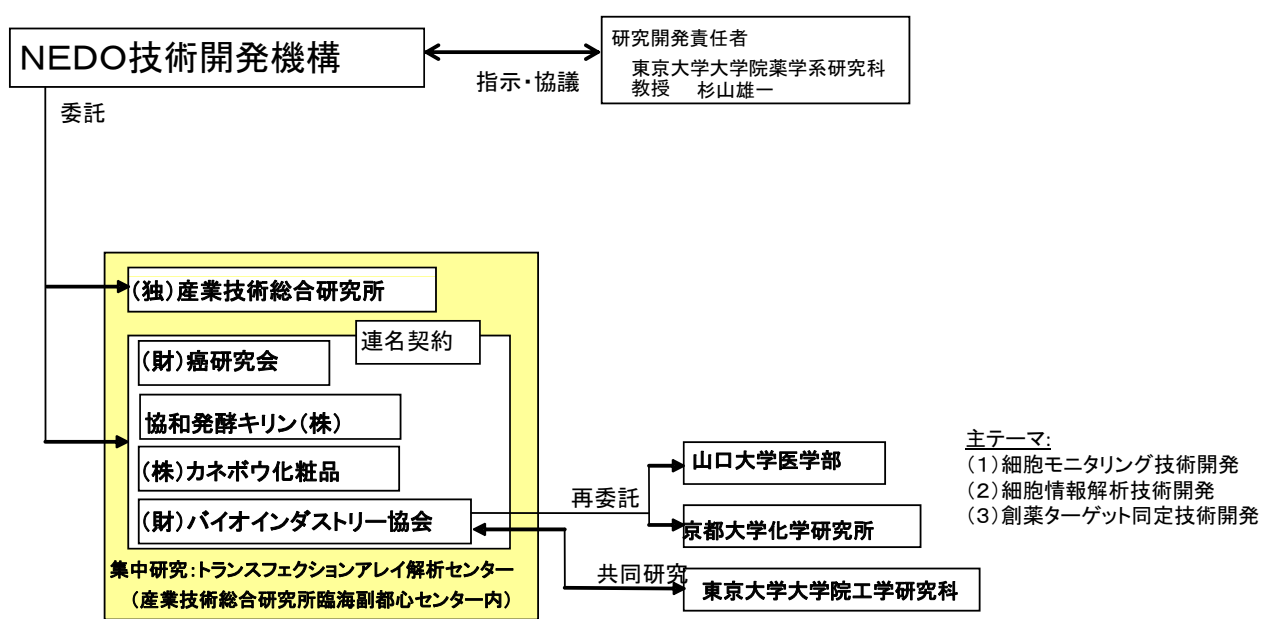 NEDO技術開発機構
指示・協議
研究開発責任者
東京大学大学院薬学系研究科
教授　杉山雄一
委託
(独)産業技術総合研究所
連名契約
(財)癌研究会
協和発酵キリン(株)
(株)カネボウ化粧品
(財)バイオインダストリー協会
集中研究:トランスフェクションアレイ解析センター
(産業技術総合研究所臨海副都心センター内)
再委託
山口大学医学部
京都大学化学研究所
共同研究
東京大学大学院工学研究科
主テーマ:
(1)細胞モニタリング技術開発
(2)細胞情報解析技術開発
(3)創薬ターゲット同定技術開発